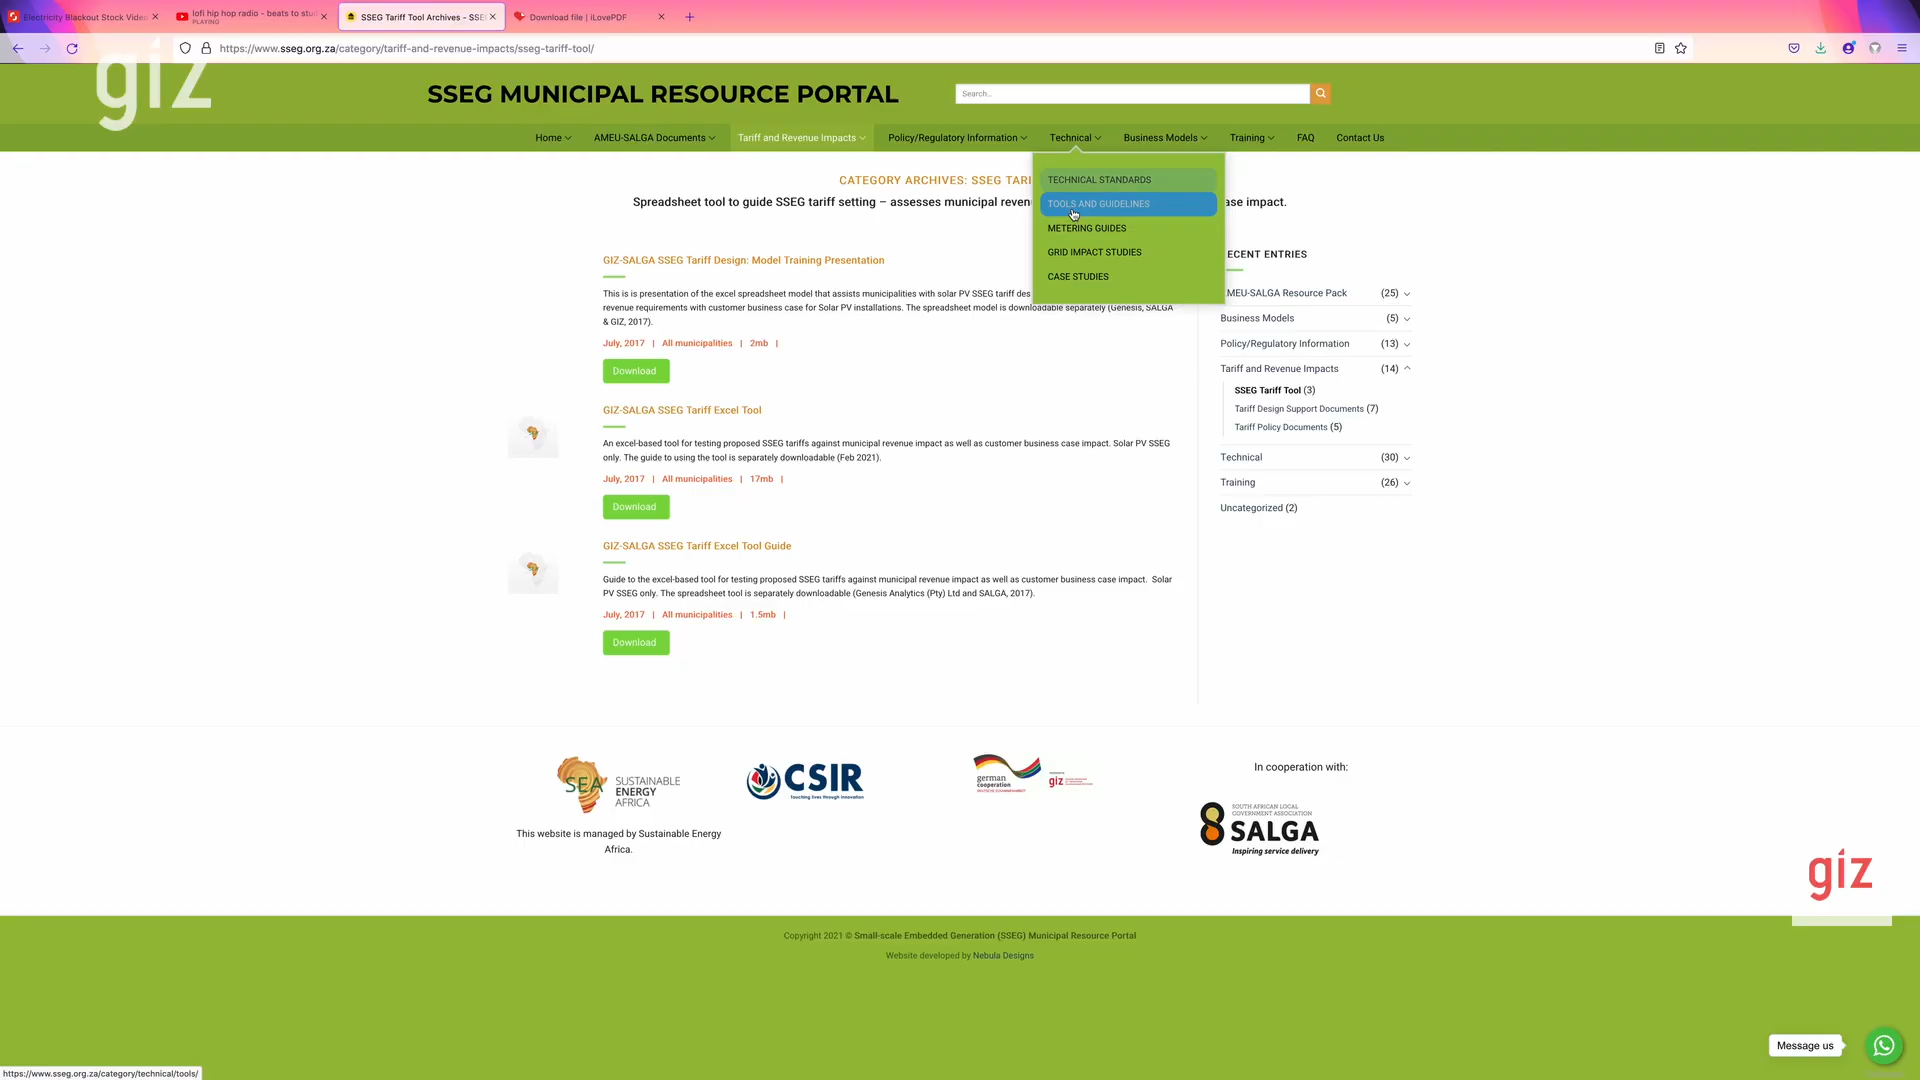 Electricity Blackout Stock Video
lofi hip hop radio - beats to stud
PLAYING
SSEG Tariff Tool Archives - SSE
Download file | iLovePDF
https://www.sseg.org.za/category/tariff-and-revenue-impacts/sseg-tariff-tool/
giz
SSEG MUNICIPAL RESOURCE PORTAL
Search...
Home
AMEU-SALGA Documents
Tariff and Revenue Impacts
Policy/Regulatory Information
Technical
Business Models
Training
FAQ
Contact Us
TECHNICAL STANDARDS
TOOLS AND GUIDELINES
METERING GUIDES
GRID IMPACT STUDIES
CASE STUDIES
CATEGORY ARCHIVES: SSEG TARI
Spreadsheet tool to guide SSEG tariff setting – assesses municipal reven
ase impact.
GIZ-SALGA SSEG Tariff Design: Model Training Presentation
This is is presentation of the excel spreadsheet model that assists municipalities with solar PV SSEG tariff des
revenue requirements with customer business case for Solar PV installations. The spreadsheet model is downloadable separately (Genesis, SALGA
& GIZ, 2017).
July, 2017 | All municipalities | 2mb |
Download
GIZ-SALGA SSEG Tariff Excel Tool
An excel-based tool for testing proposed SSEG tariffs against municipal revenue impact as well as customer business case impact. Solar PV SSEG
only. The guide to using the tool is separately downloadable (Feb 2021).
July, 2017 | All municipalities | 17mb |
Download
GIZ-SALGA SSEG Tariff Excel Tool Guide
Guide to the excel-based tool for testing proposed SSEG tariffs against municipal revenue impact as well as customer business case impact. Solar
PV SSEG only. The spreadsheet tool is separately downloadable (Genesis Analytics (Pty) Ltd and SALGA, 2017).
July, 2017 | All municipalities | 1.5mb |
Download
ECENT ENTRIES
MEU-SALGA Resource Pack (25)
Business Models (5)
Policy/Regulatory Information (13)
Tariff and Revenue Impacts (14)
SSEG Tariff Tool (3)
Tariff Design Support Documents (7)
Tariff Policy Documents (5)
Technical (30)
Training (26)
Uncategorized (2)
SEA SUSTAINABLE
ENERGY
AFRICA
This website is managed by Sustainable Energy
Africa.
CSIR
Touching lives through innovation
german
cooperation
DEUTSCHE ZUSAMMENARBEIT
giz
In cooperation with:
SOUTH AFRICAN LOCAL
GOVERNMENT ASSOCIATION
SALGA
Inspiring service delivery
giz
Copyright 2021 © Small-scale Embedded Generation (SSEG) Municipal Resource Portal
Website developed by Nebula Designs
Message us
https://www.sseg.org.za/category/technical/tools/